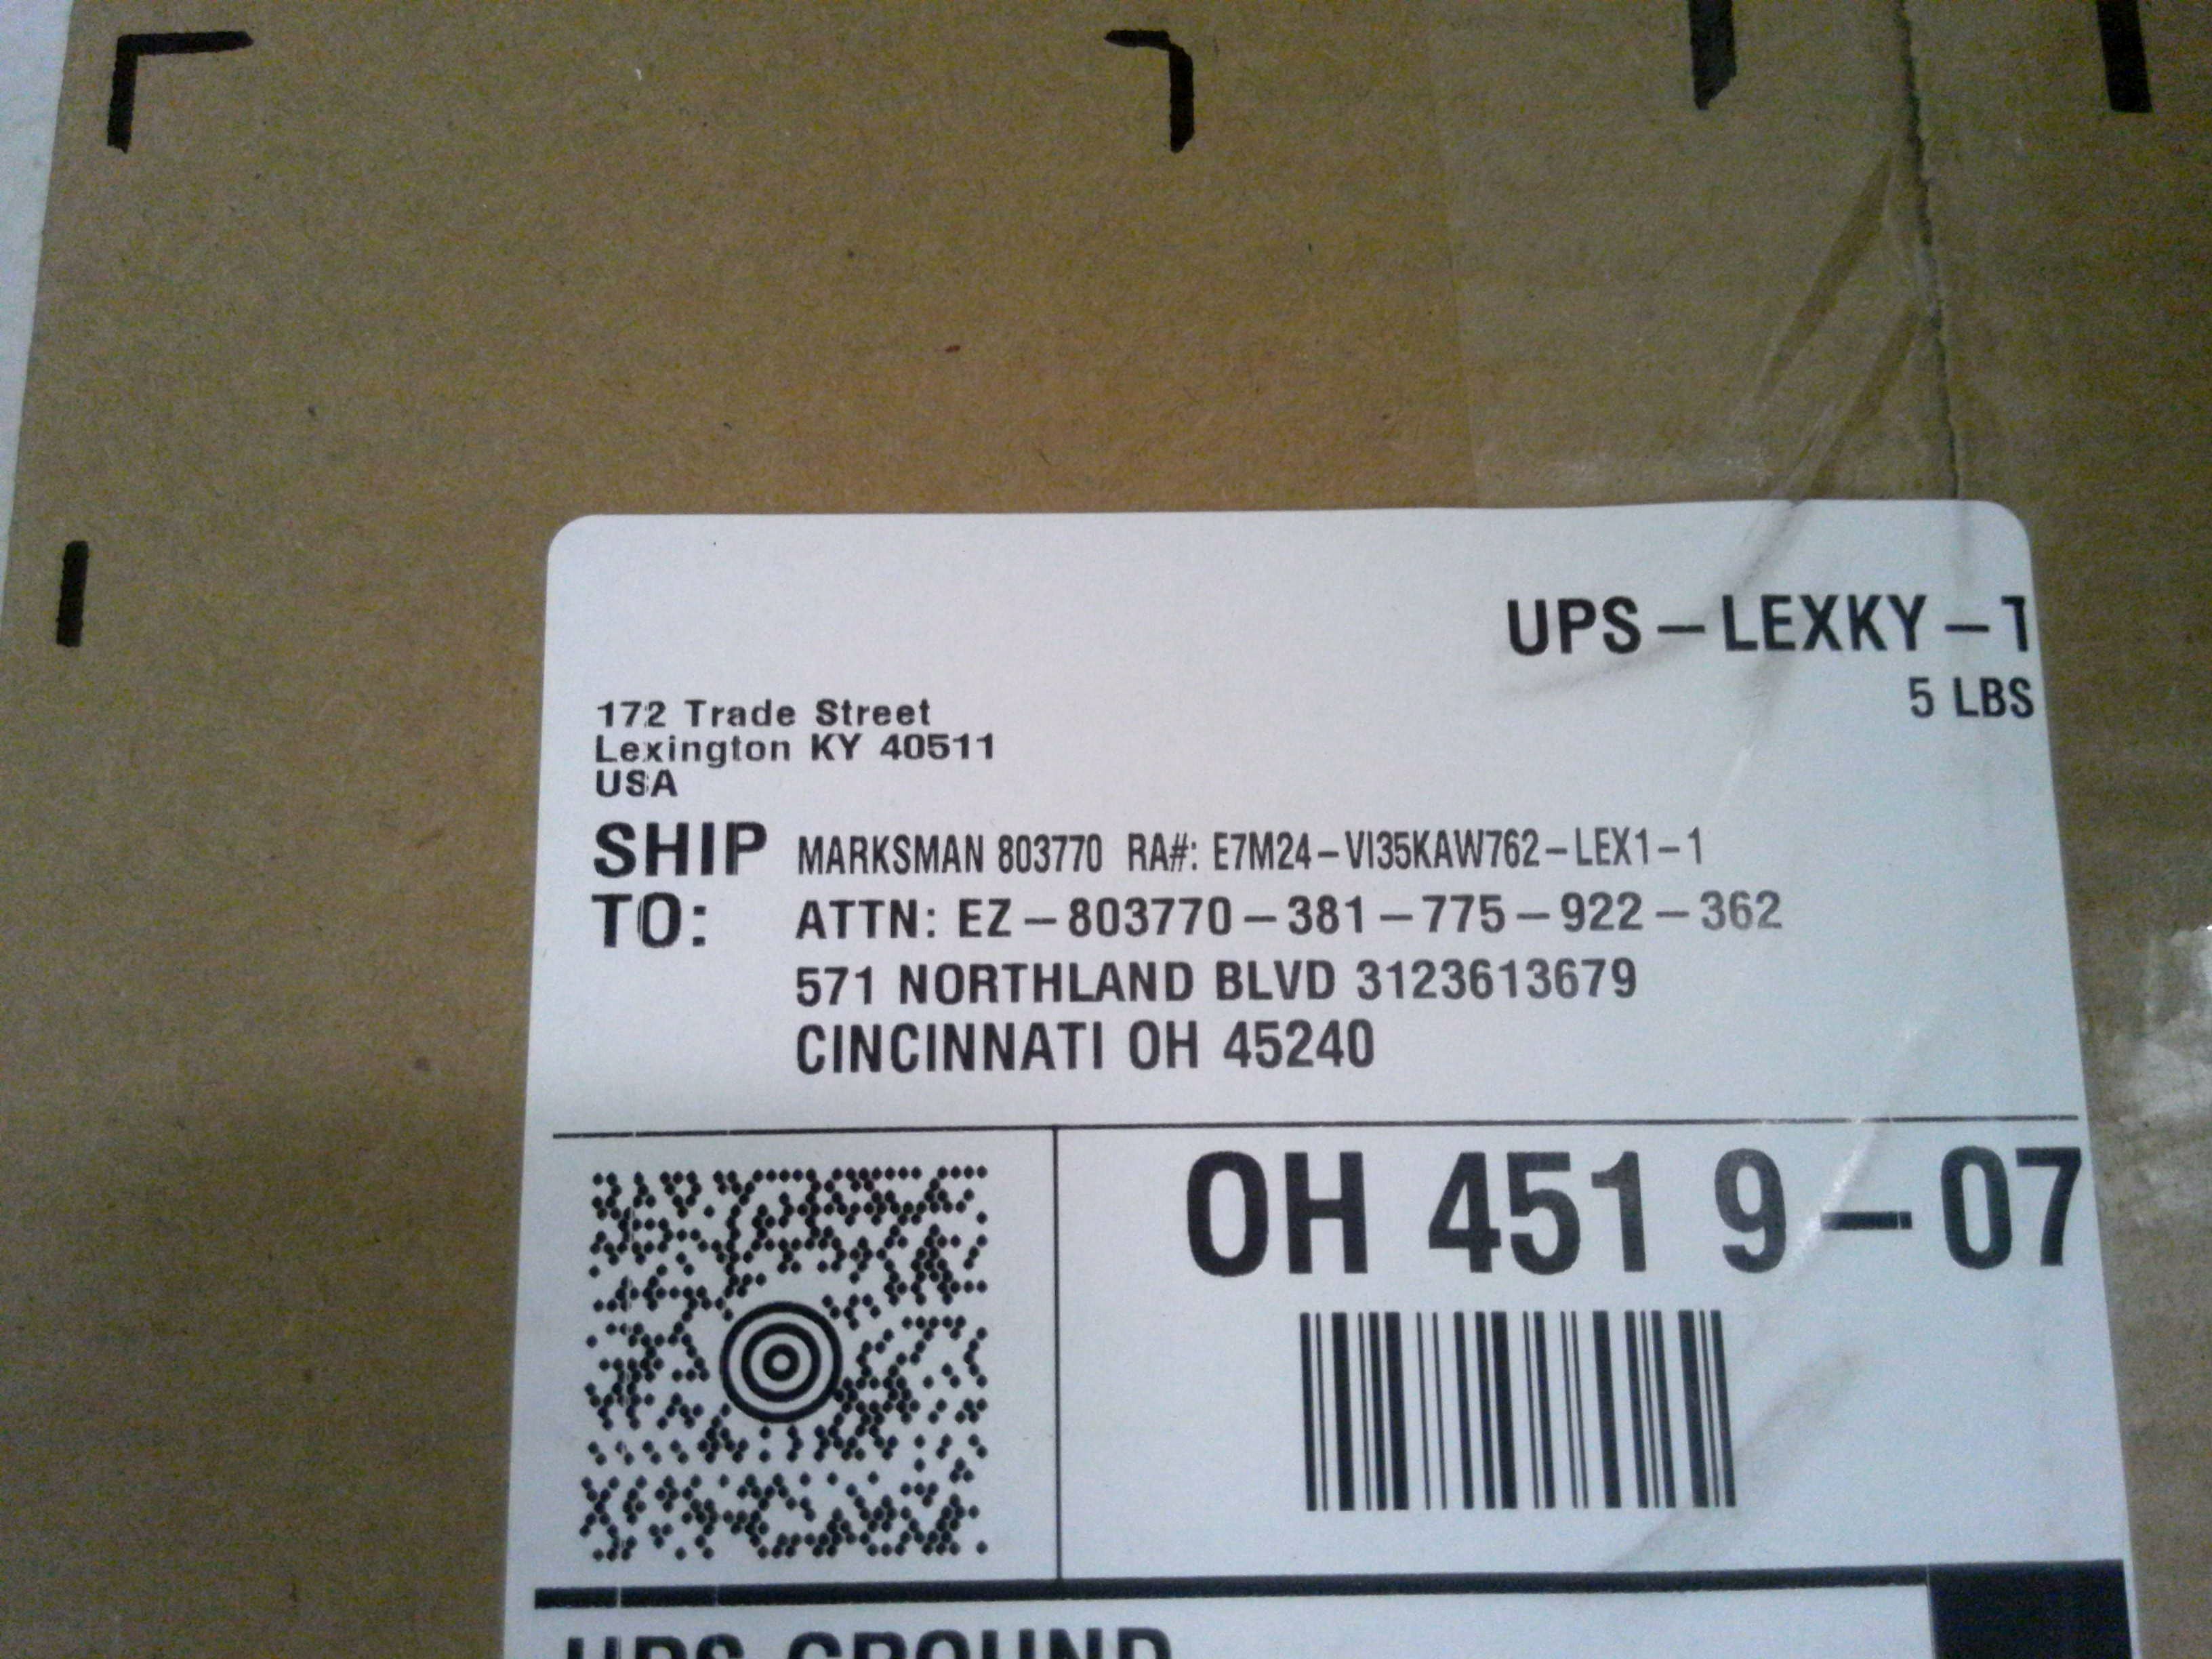 UPS-LEXKY-1
5 LBS
172 Trade Street
Lexington KY 40511
USA
SHIP TO:
MARKSMAN 803770 RA#: E7M24-VI35KAW762-LEX1-1
ATTN: EZ-803770-381-775-922-362
571 NORTHLAND BLVD 3123613679
CINCINNATI OH 45240
OH 451 9-07
UPS GROUND